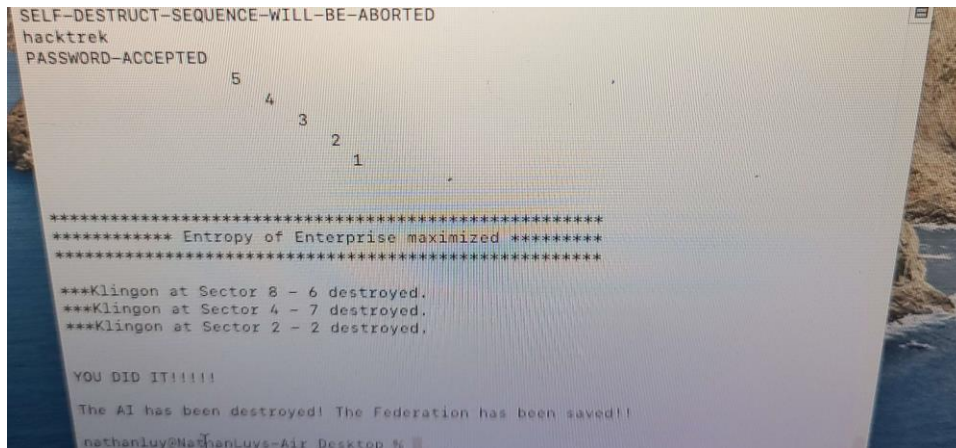 SELF-DESTRUCT-SEQUENCE-WILL-BE-ABORTED
hacktrek
PASSWORD-ACCEPTED
5
4
3
2
1
******************************************************
************ Entropy of Enterprise maximized *********
******************************************************
***Klingon at Sector 8 - 6 destroyed.
***Klingon at Sector 4 - 7 destroyed.
***Klingon at Sector 2 - 2 destroyed.
YOU DID IT!!!!!
The AI has been destroyed! The Federation has been saved!!
nathanluy@NathanLuys-Air Desktop %